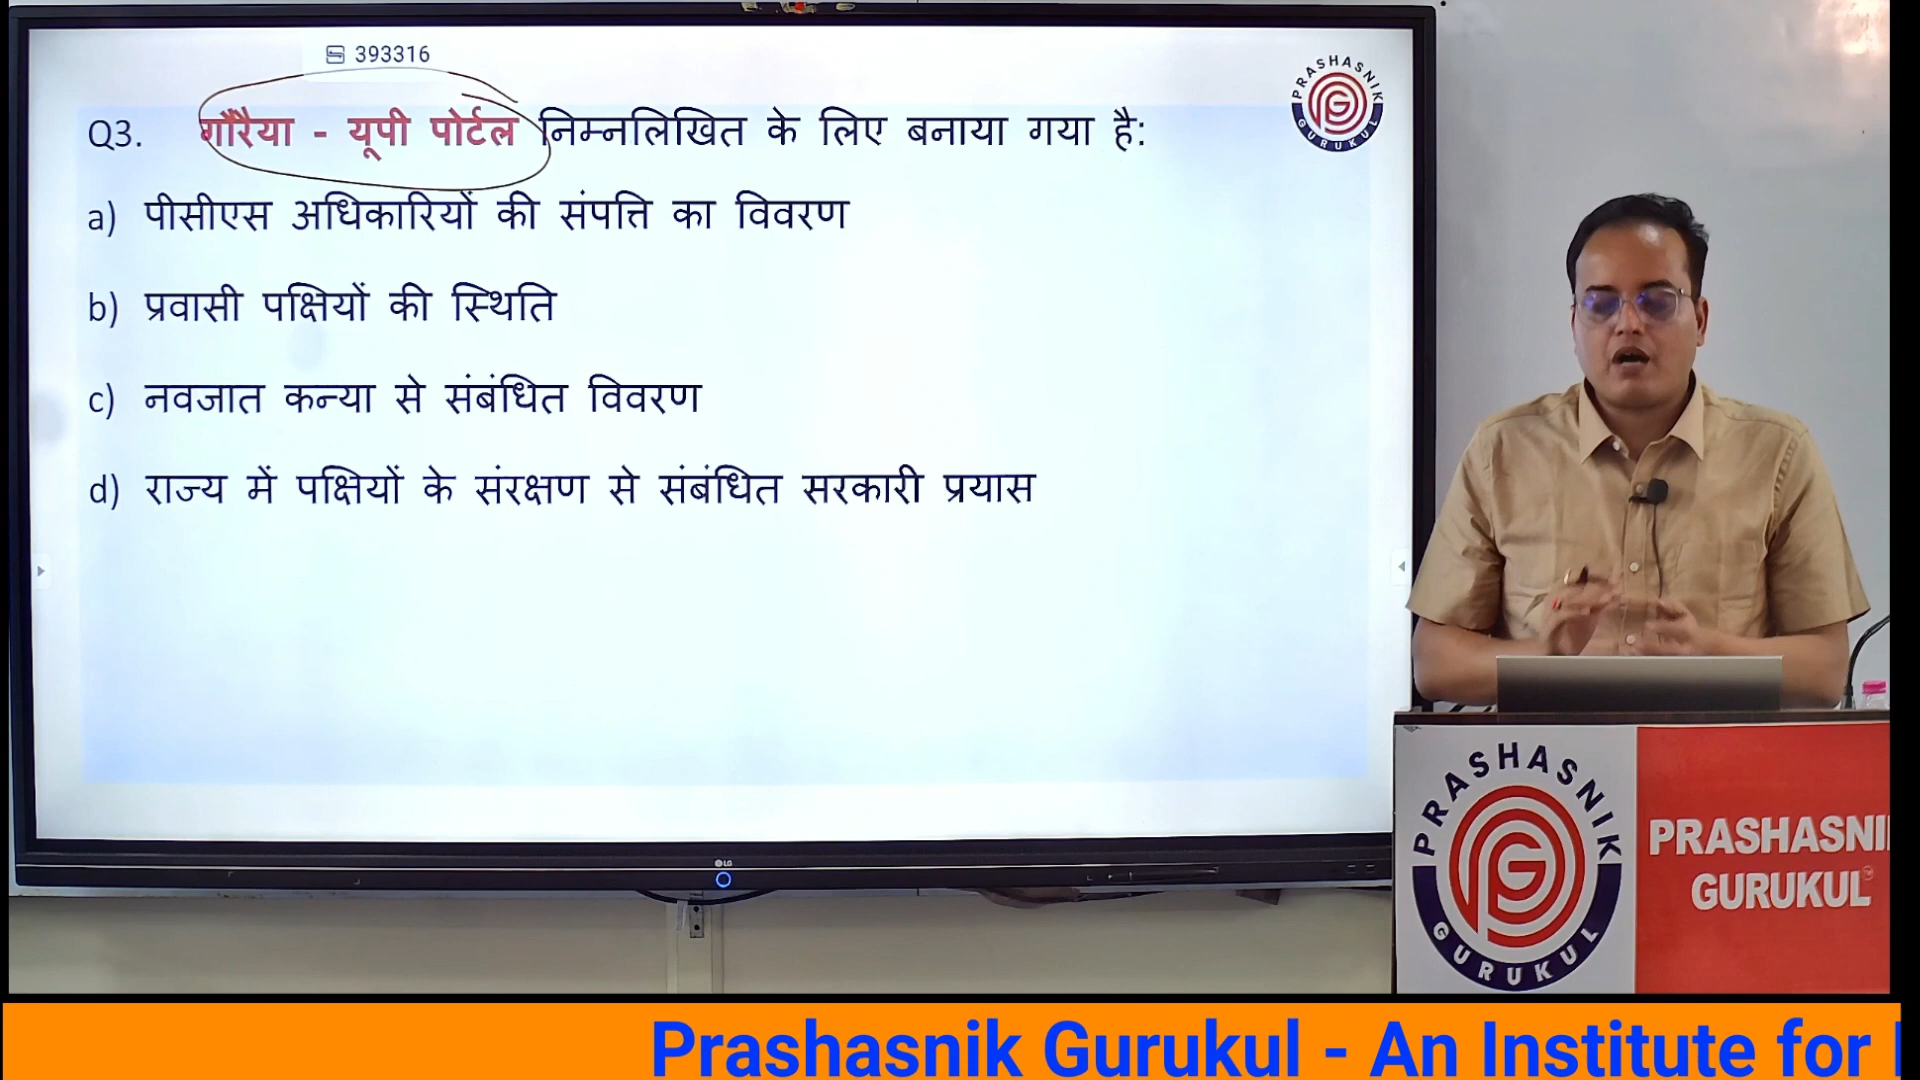 393316
Q3. गौरैया - यूपी पोर्टल निम्नलिखित के लिए बनाया गया है:
a) पीसीएस अधिकारियों की संपत्ति का विवरण
b) प्रवासी पक्षियों की स्थिति
c) नवजात कन्या से संबंधित विवरण
d) राज्य में पक्षियों के संरक्षण से संबंधित सरकारी प्रयास
PRASHASNIK GURUKUL
LG
PRASHASNIK GURUKUL
PRASHASNI
GURUKUL
Prashasnik Gurukul - An Institute for